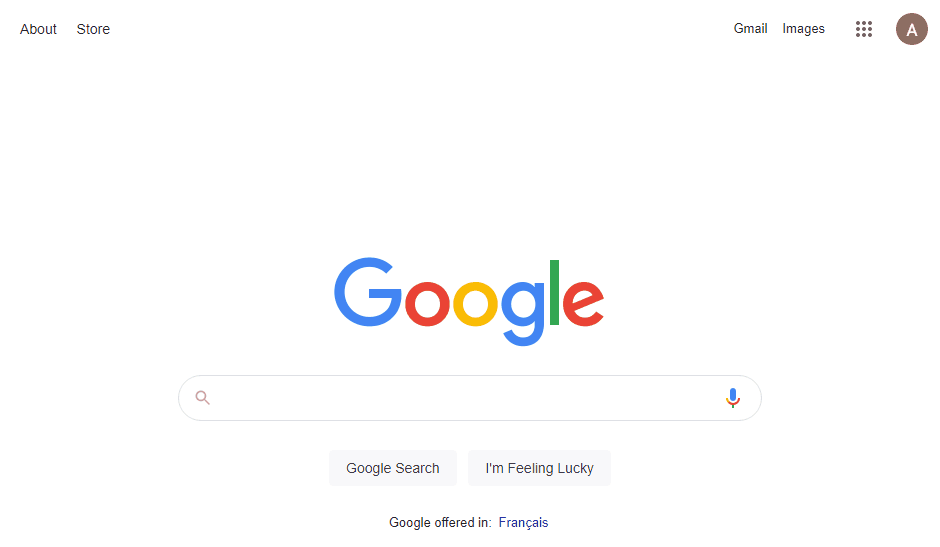 About Store Gmail Images A
Google
Google Search I'm Feeling Lucky
Google offered in: Français